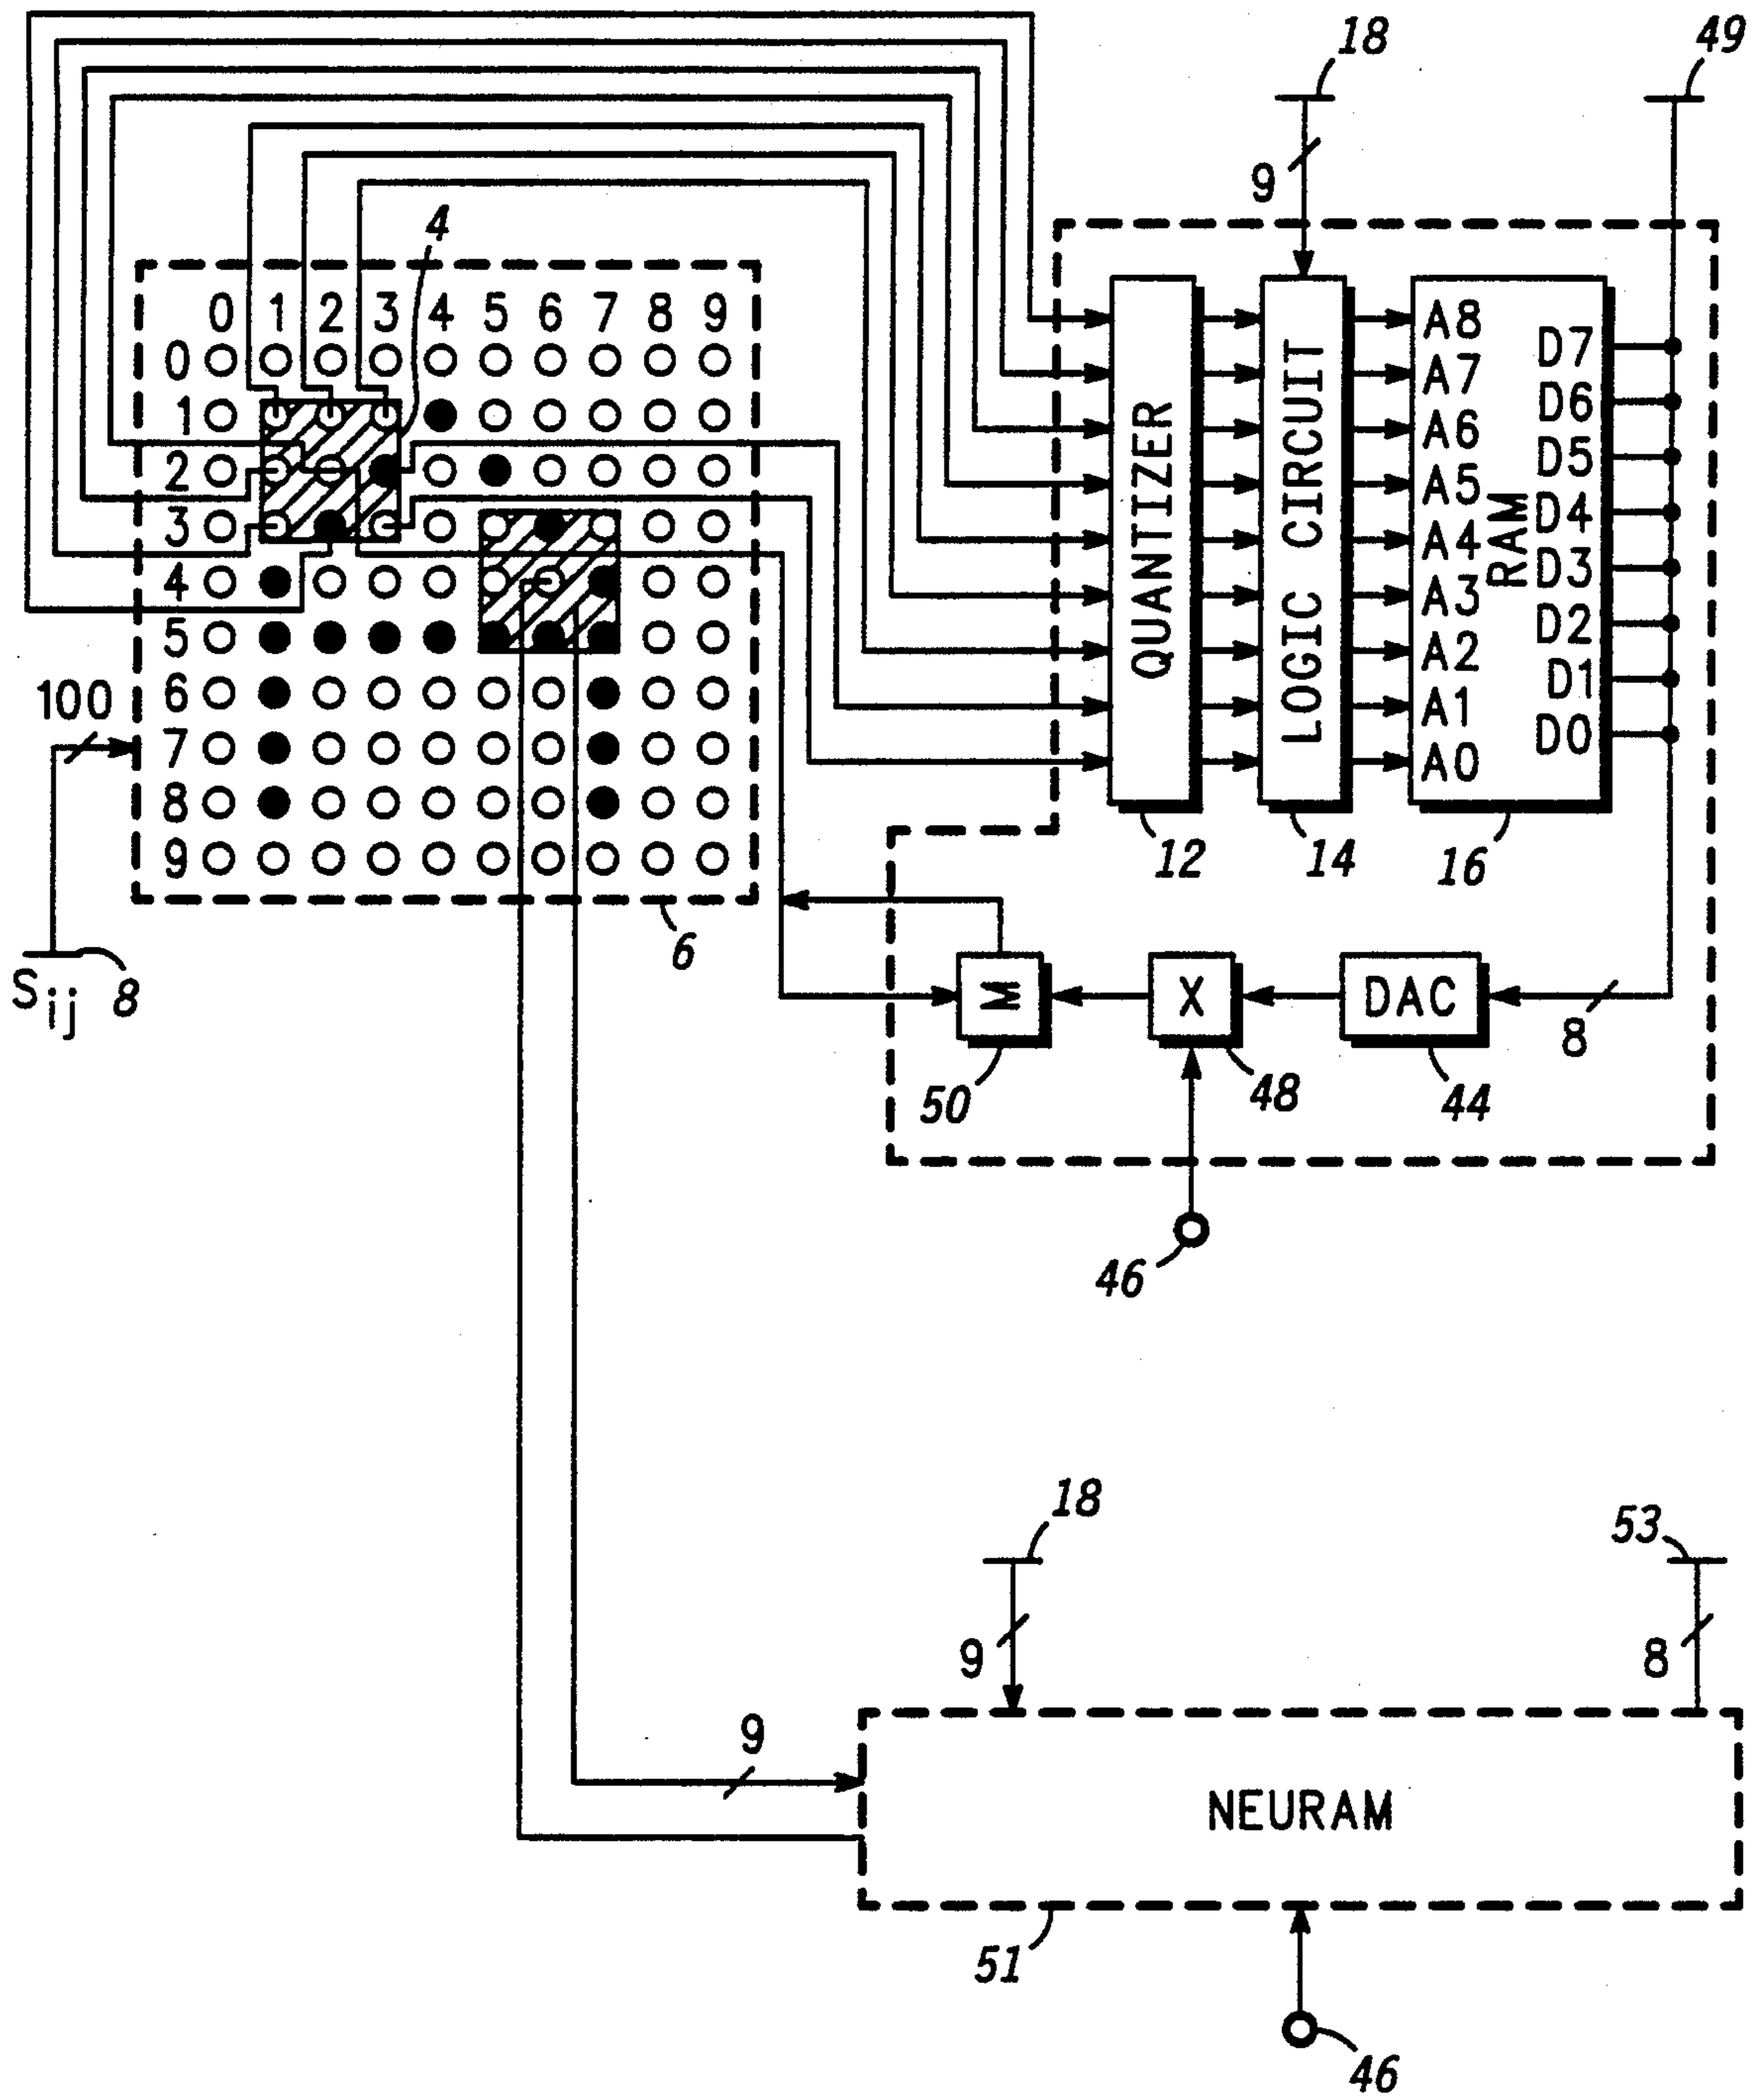 18
49
9
4
0 1 2 3 4 5 6 7 8 9
0
1
2
3
4
5
6
7
8
9
100
S ij 8
6
QUANTIZER
LOGIC CIRCUIT
RAM
A8
A7
A6
A5
A4
A3
A2
A1
A0
D7
D6
D5
D4
D3
D2
D1
D0
12
14
16
M
X
DAC
8
50
48
44
46
18
53
9
8
9
NEURAM
51
46